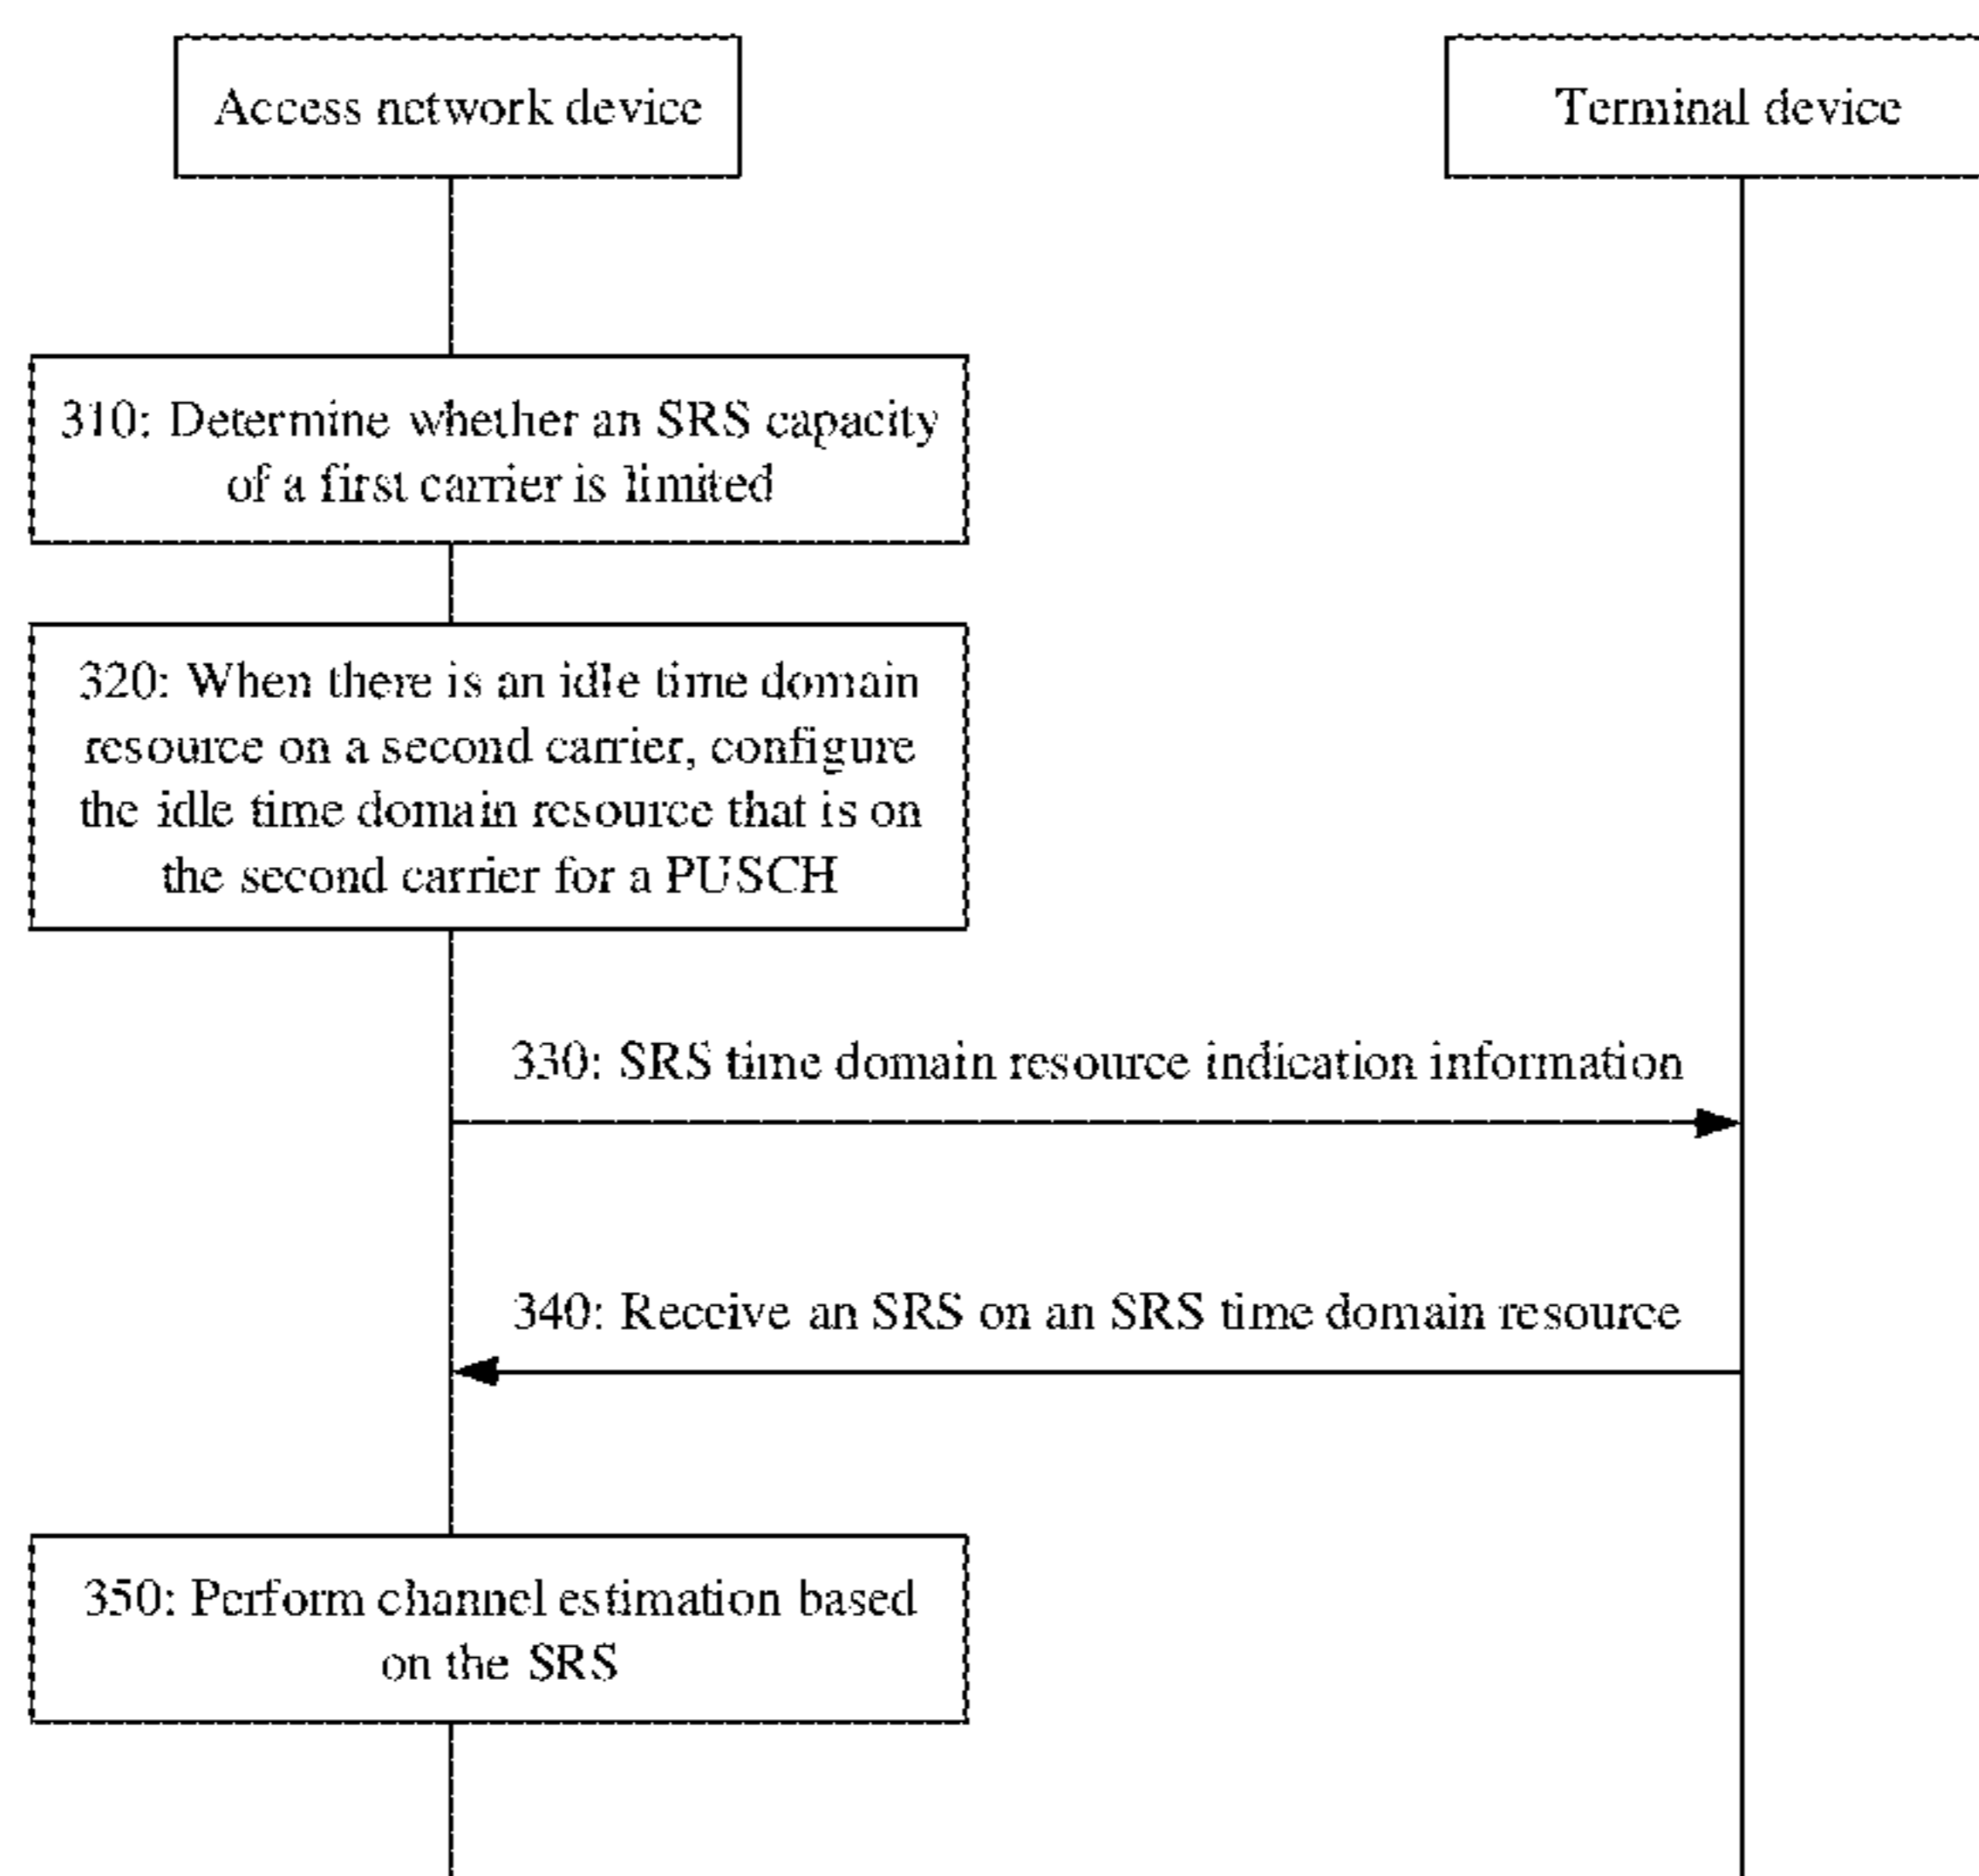 Access network device
Terminal device
310: Determine whether an SRS capacity
of a first carrier is limited
320: When there is an idle time domain
resource on a second carrier, configure
the idle time domain resource that is on
the second carrier for a PUSCH
330: SRS time domain resource indication information
340: Receive an SRS on an SRS time domain resource
350: Perform channel estimation based
on the SRS